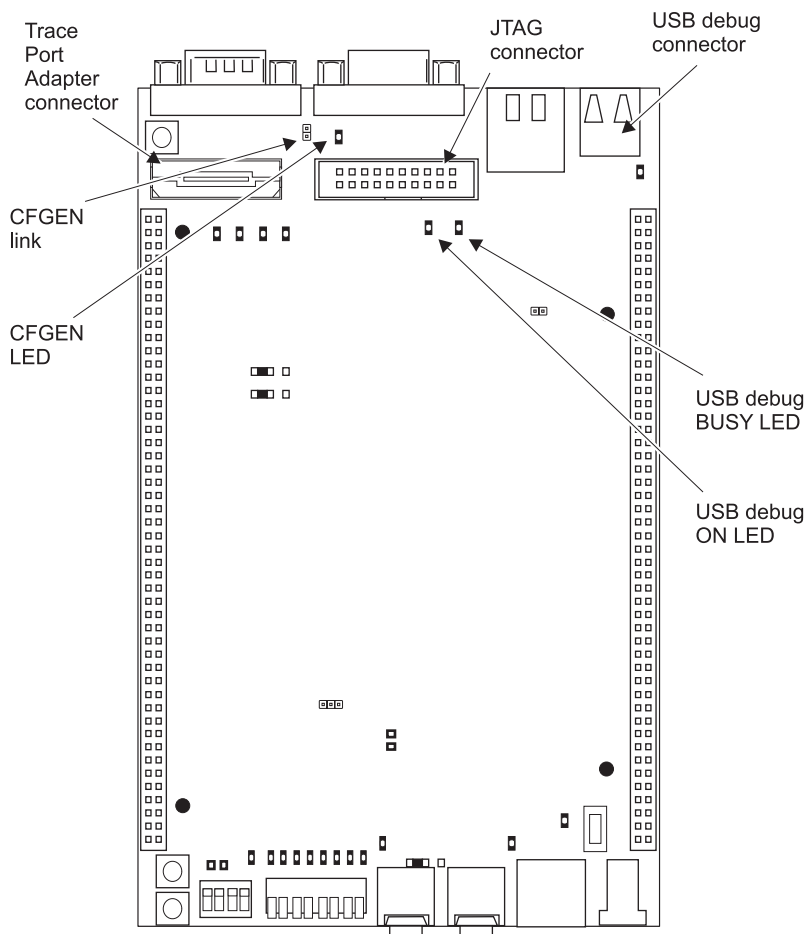 Trace
Port
Adapter
connector
JTAG
connector
USB debug
connector
CFGEN
link
CFGEN
LED
USB debug
BUSY LED
USB debug
ON LED